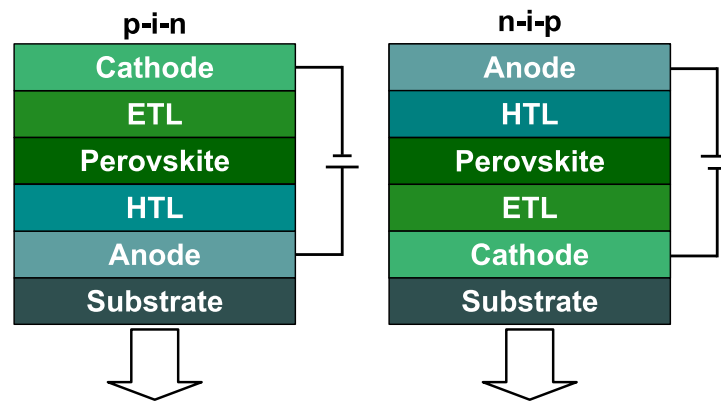 p-i-n
Cathode
ETL
Perovskite
HTL
Anode
Substrate
n-i-p
Anode
HTL
Perovskite
ETL
Cathode
Substrate